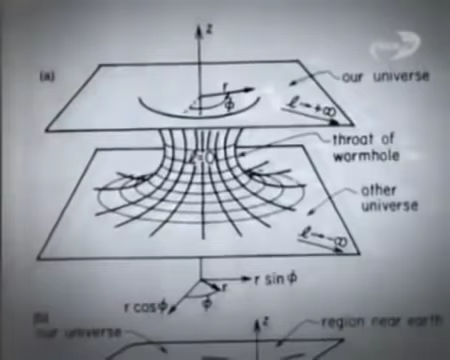 z
(a)
r
our universe
ϕ
ℓ→+∞
throat of
wormhole
ℓ=0
other
universe
ℓ→-∞
r sin ϕ
r
r cos ϕ
ϕ
(b)
z
region near earth
our universe